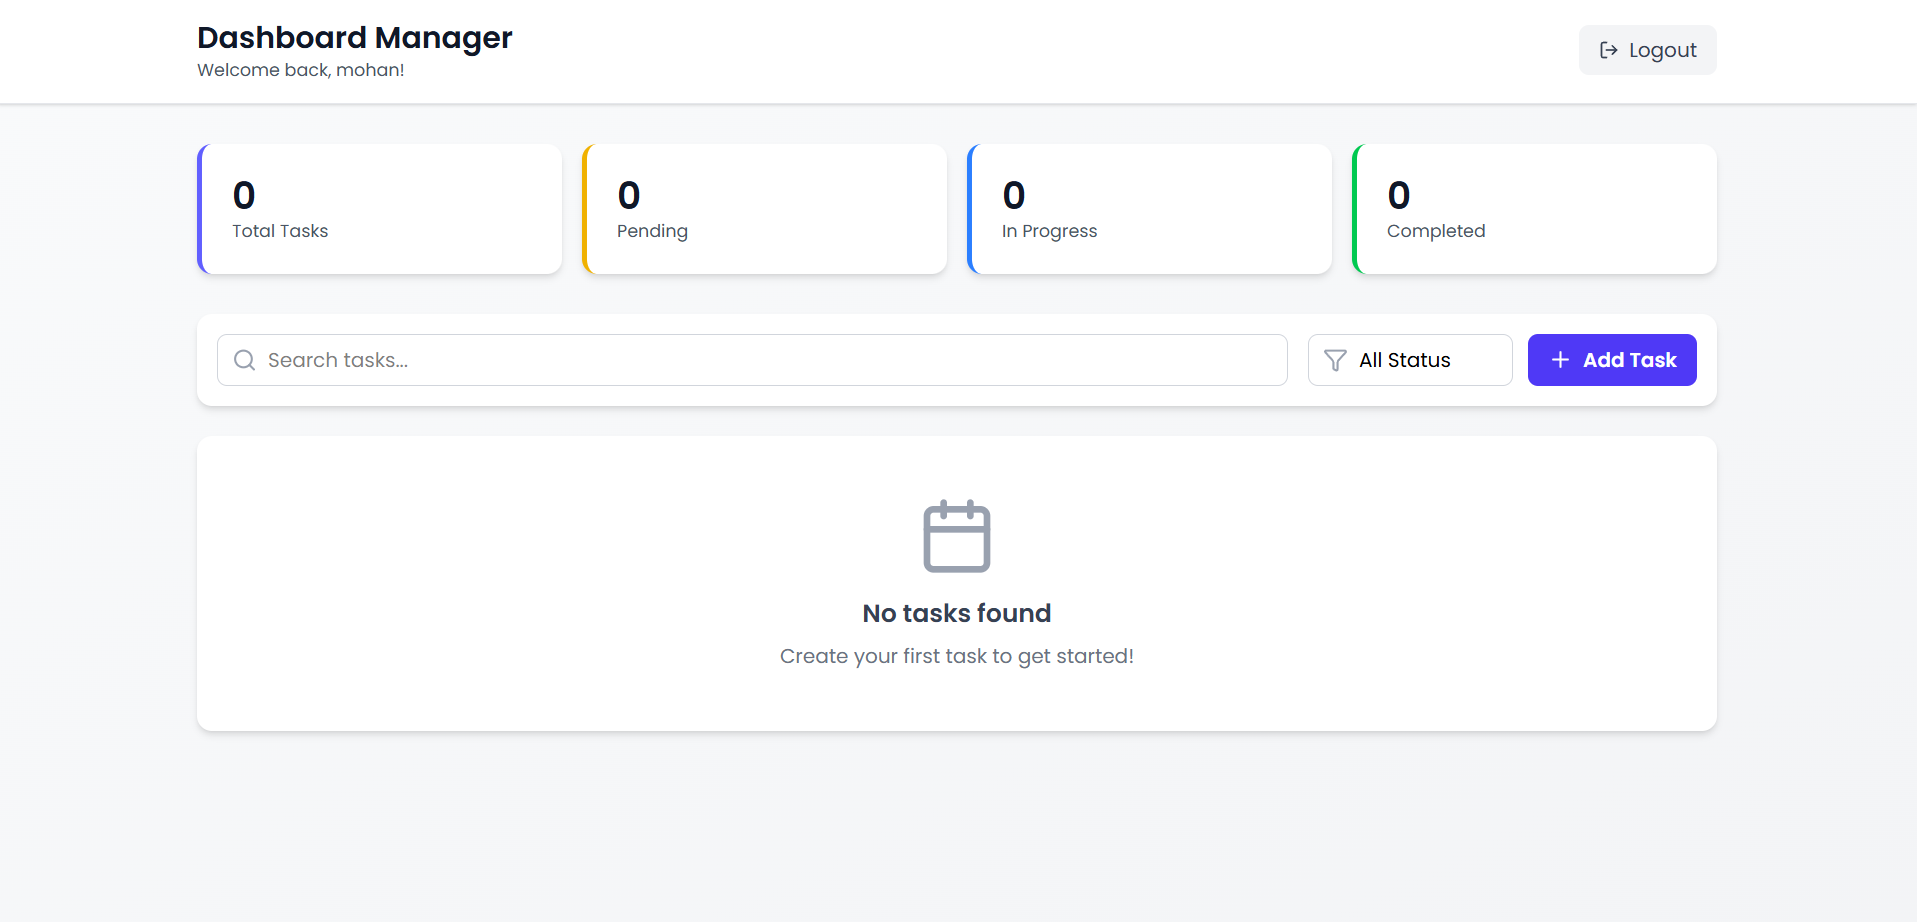 Dashboard Manager
Welcome back, mohan!
Logout
0
Total Tasks
0
Pending
0
In Progress
0
Completed
Search tasks...
All Status
Add Task
No tasks found
Create your first task to get started!